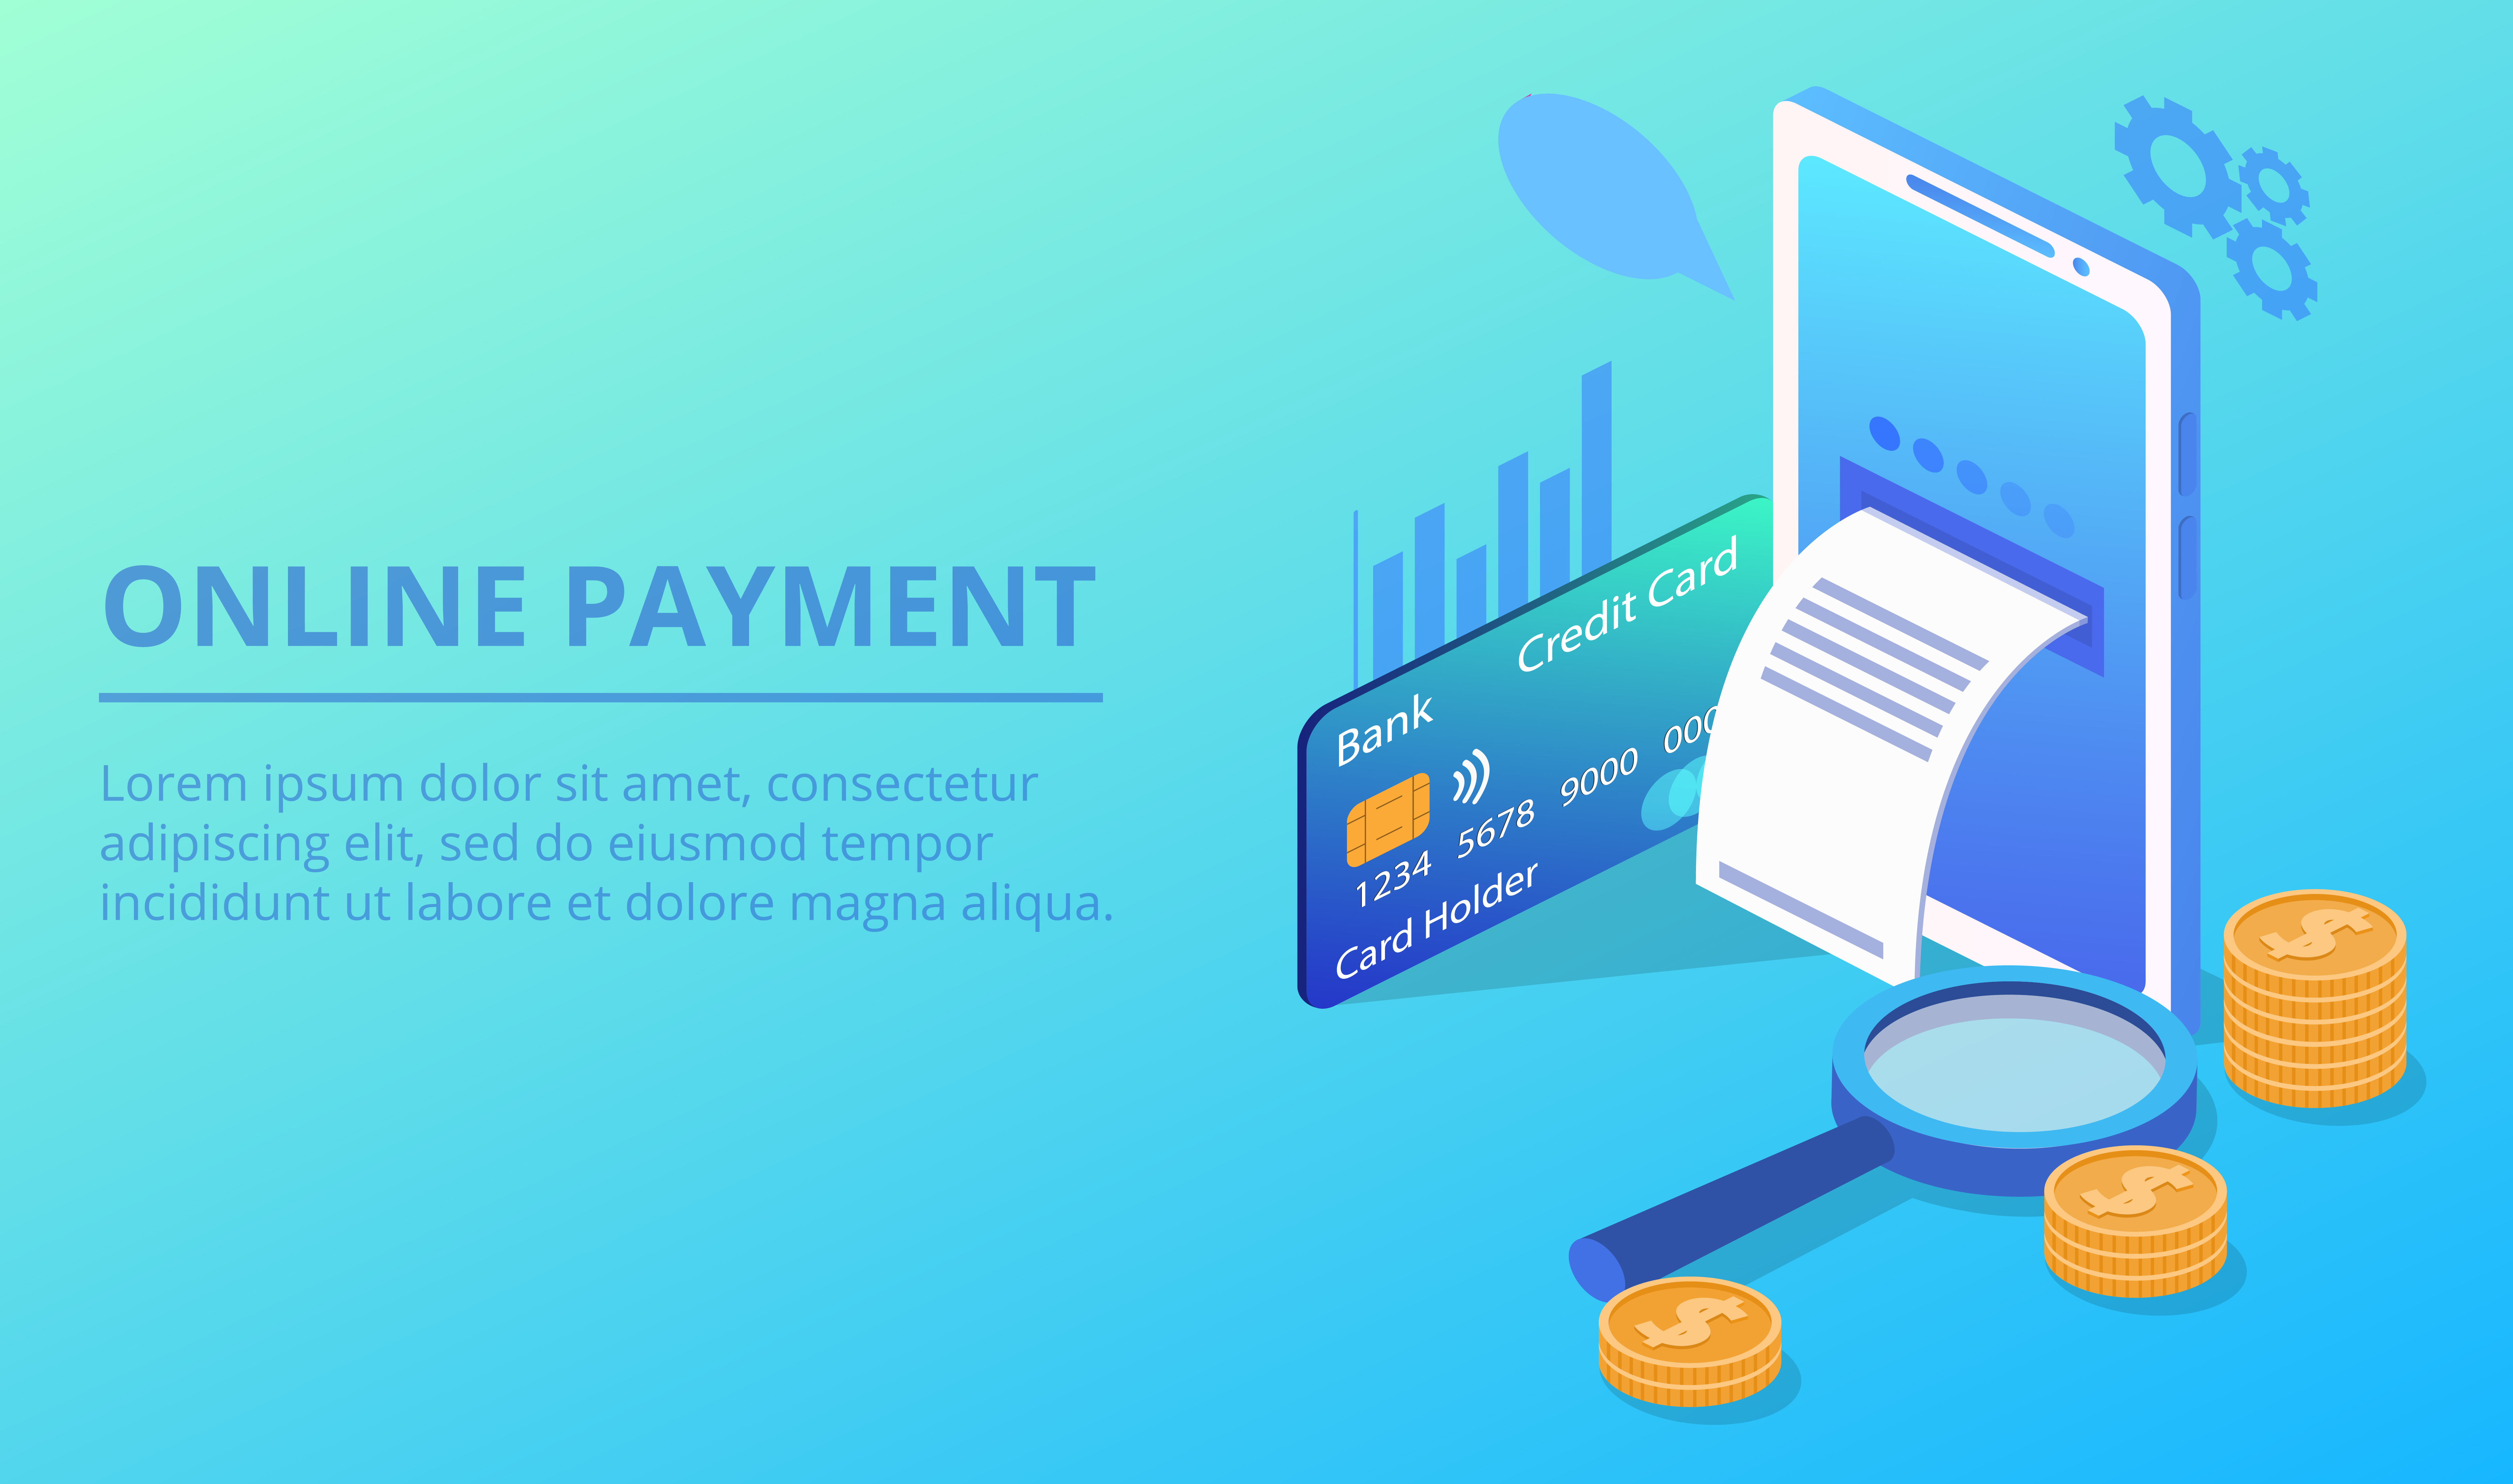 ONLINE PAYMENT
Lorem ipsum dolor sit amet, consectetur
adipiscing elit, sed do eiusmod tempor
incididunt ut labore et dolore magna aliqua.
Credit Card
Bank
1234 5678 9000 000
Card Holder
$
$
$